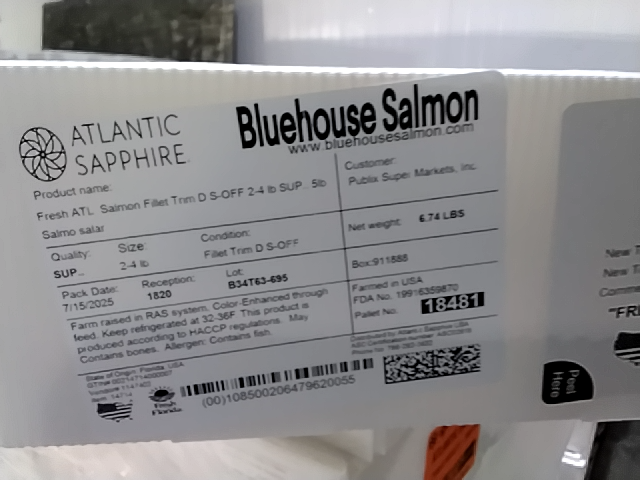 ATLANTIC
SAPPHIRE
Bluehouse Salmon
www.bluehousesalmon.com
Product name:
Fresh ATL Salmon Fillet Trim D S-OFF 2-4 lb SUP . 5lb
Salmo salar
Customer:
Publix Super Markets, Inc.
Quality:
SUP
Size:
2-4 lb
Condition:
Fillet Trim D S-OFF
Net weight: 6.74 LBS
Pack Date:
7/15/2025
Reception:
1820
Lot:
B34T63-695
Box:911888
Farmed in USA
FDA No. 19916359870
Pallet No. 18481
Farm raised in RAS system. Color-Enhanced through
feed. Keep refrigerated at 32-36F. This product is
produced according to HACCP regulations. May
Contains bones. Allergen: Contains fish.
State of Origin: Florida, USA
Fresh
(00)108500206479620055
New T
New T
Comme
"FRE
Peel
Here